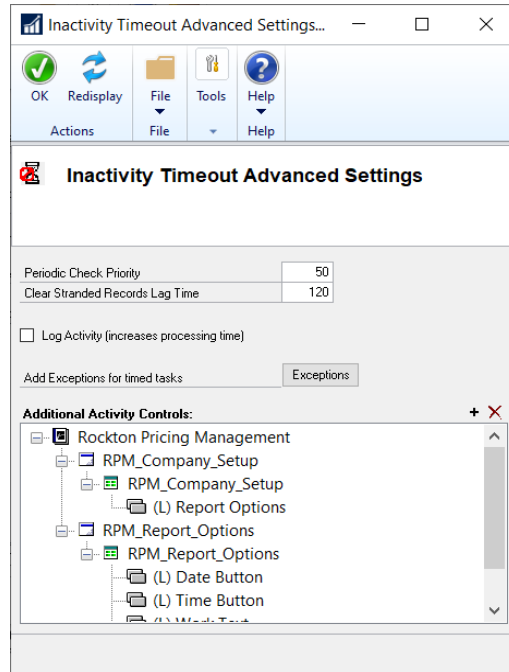 Inactivity Timeout Advanced Settings...
OK
Redisplay
File
Tools
Help
Actions
File
Help
Inactivity Timeout Advanced Settings
Periodic Check Priority 50
Clear Stranded Records Lag Time 120
Log Activity (increases processing time)
Add Exceptions for timed tasks Exceptions
Additional Activity Controls:
Rockton Pricing Management
RPM_Company_Setup
RPM_Company_Setup
(L) Report Options
RPM_Report_Options
RPM_Report_Options
(L) Date Button
(L) Time Button
(L) Work Text